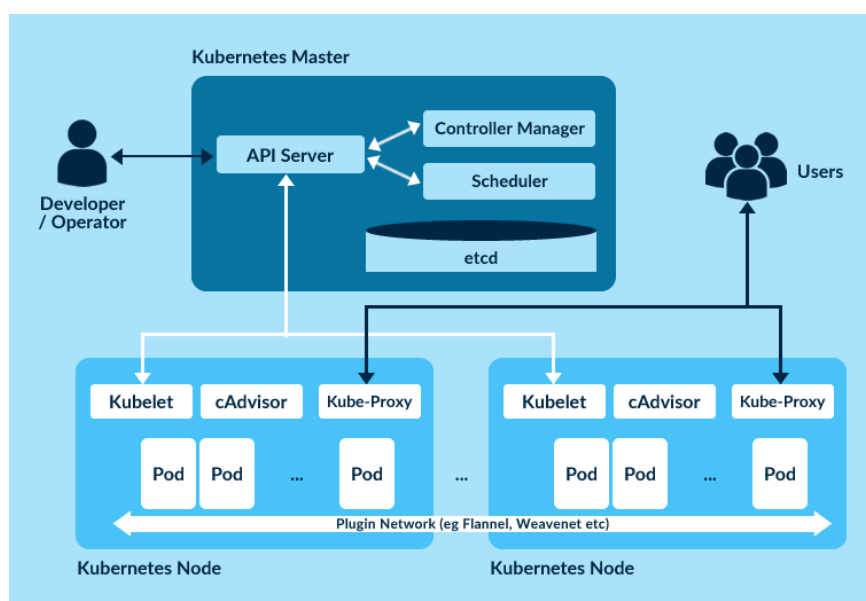 Kubernetes Master
API Server
Controller Manager
Scheduler
etcd
Developer
/ Operator
Users
Kubelet
cAdvisor
Kube-Proxy
Pod
Pod
...
Pod
...
Kubelet
cAdvisor
Kube-Proxy
Pod
Pod
...
Pod
Plugin Network (eg Flannel, Weavenet etc)
Kubernetes Node
Kubernetes Node